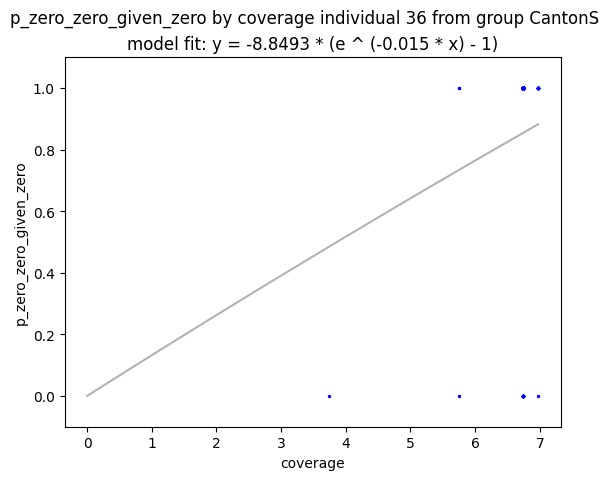 p_zero_zero_given_zero by coverage individual 36 from group CantonS
model fit: y = -8.8493 * (e ^ (-0.015 * x) - 1)
1.0
0.8
0.6
0.4
0.2
0.0
p_zero_zero_given_zero
0 1 2 3 4 5 6 7
coverage